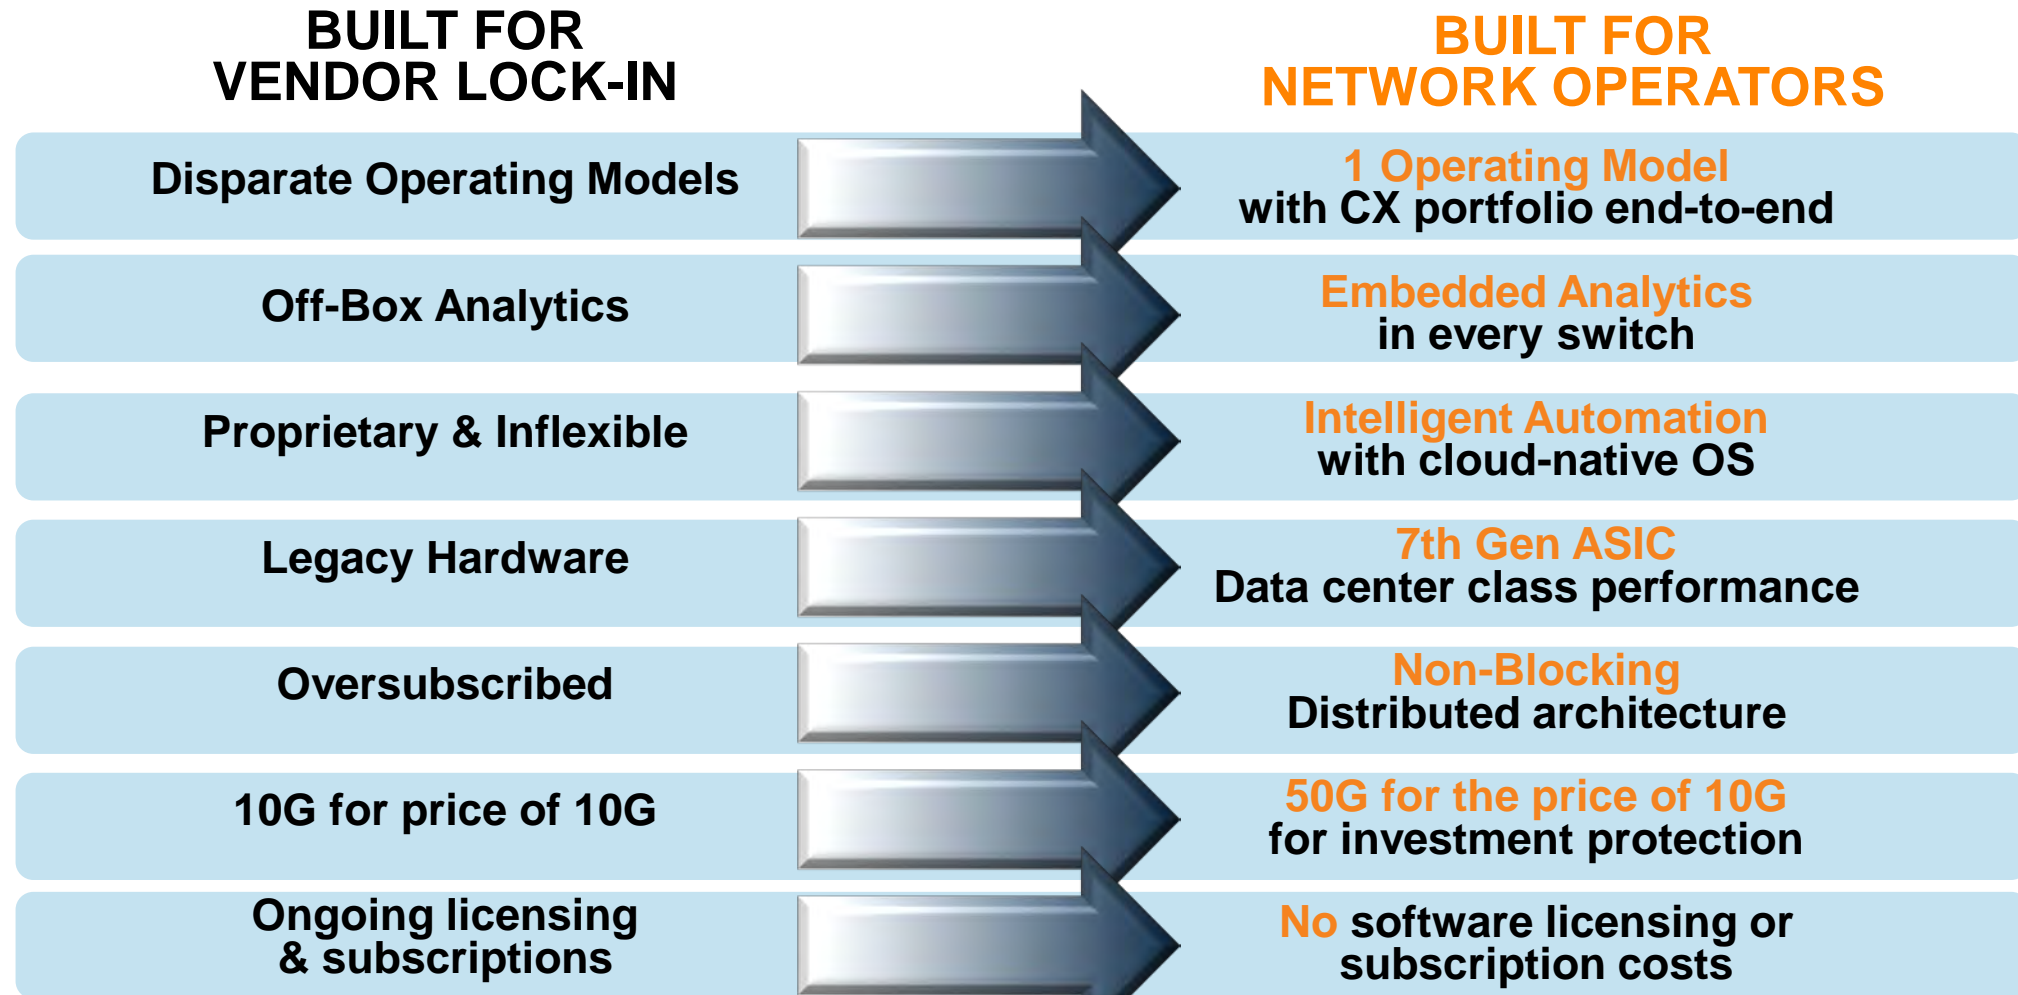 BUILT FOR
VENDOR LOCK-IN
BUILT FOR
NETWORK OPERATORS
Disparate Operating Models
1 Operating Model
with CX portfolio end-to-end
Off-Box Analytics
Embedded Analytics
in every switch
Proprietary & Inflexible
Intelligent Automation
with cloud-native OS
Legacy Hardware
7th Gen ASIC
Data center class performance
Oversubscribed
Non-Blocking
Distributed architecture
10G for price of 10G
50G for the price of 10G
for investment protection
Ongoing licensing
& subscriptions
No software licensing or
subscription costs